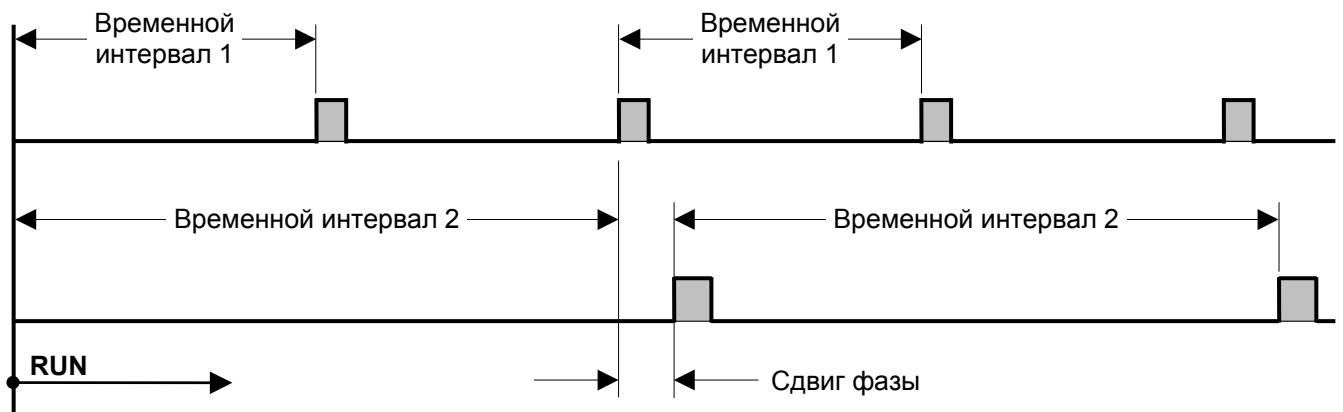 Временной
интервал 1
Временной
интервал 1
Временной интервал 2
Временной интервал 2
RUN
Сдвиг фазы